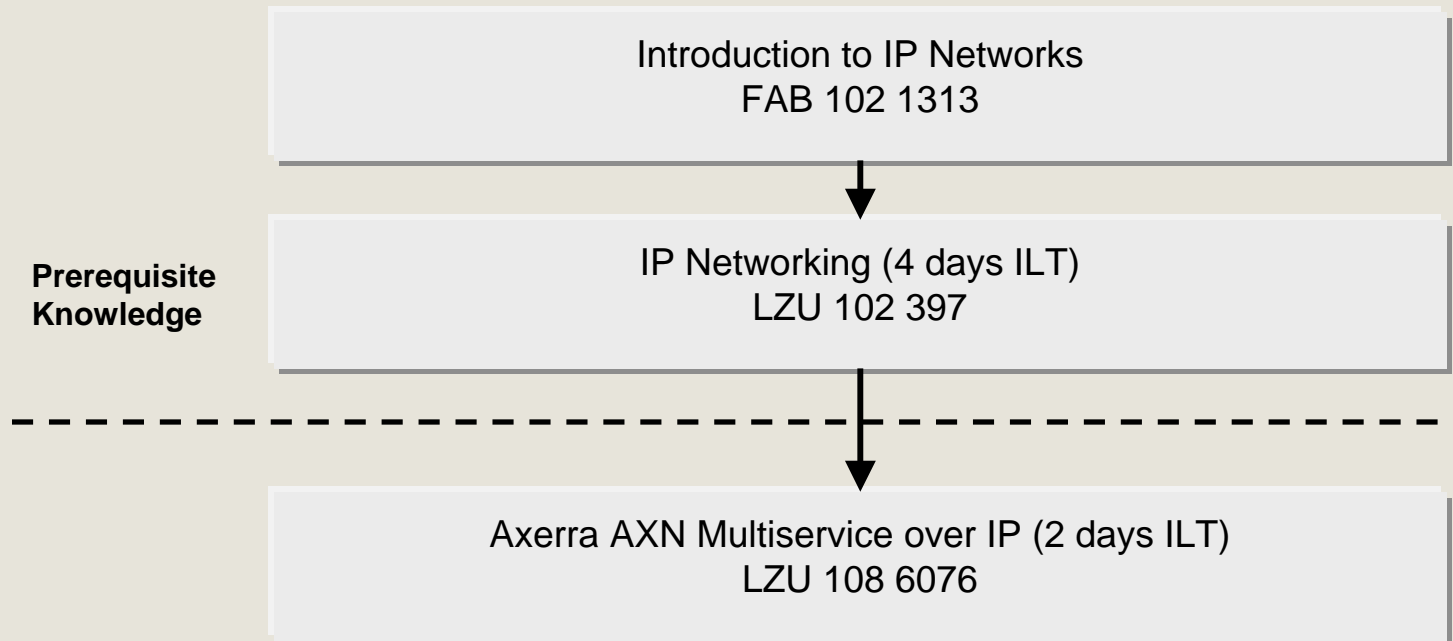 Introduction to IP Networks
FAB 102 1313
IP Networking (4 days ILT)
LZU 102 397
Prerequisite
Knowledge
Axerra AXN Multiservice over IP (2 days ILT)
LZU 108 6076